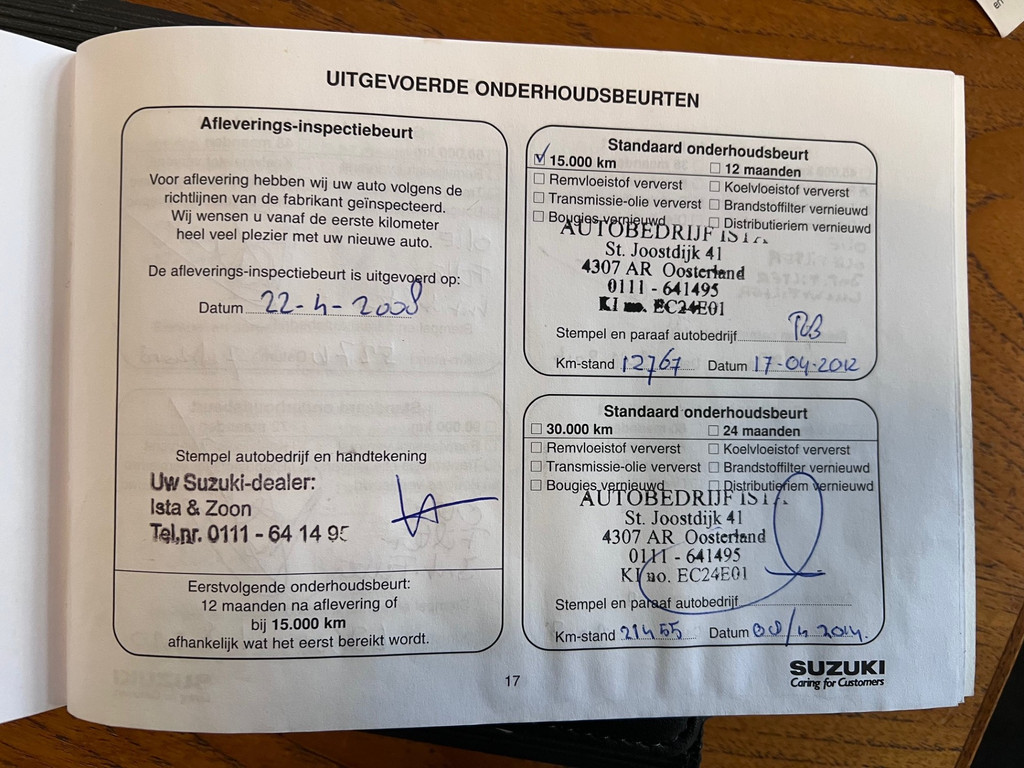 UITGEVOERDE ONDERHOUDSBEURTEN
Afleverings-inspectiebeurt
Voor aflevering hebben wij uw auto volgens de
richtlijnen van de fabrikant geïnspecteerd.
Wij wensen u vanaf de eerste kilometer
heel veel plezier met uw nieuwe auto.
De afleverings-inspectiebeurt is uitgevoerd op:
Datum 22-4-2008
Stempel autobedrijf en handtekening
Uw Suzuki-dealer:
Ista & Zoon
Tel.nr. 0111 - 64 14 95
Eerstvolgende onderhoudsbeurt:
12 maanden na aflevering of
bij 15.000 km
afhankelijk wat het eerst bereikt wordt.
Standaard onderhoudsbeurt
15.000 km 12 maanden
Remvloeistof ververst Koelvloeistof ververst
Transmissie-olie ververst Brandstoffilter vernieuwd
Bougies vernieuwd Distributieriem vernieuwd
AUTOBEDRIJF ISTA
St. Joostdijk 41
4307 AR Oosterland
0111 - 641495
KI no. EC24E01
Stempel en paraaf autobedrijf RB
Km-stand 12767 Datum 17-04-2012
Standaard onderhoudsbeurt
30.000 km 24 maanden
Remvloeistof ververst Koelvloeistof ververst
Transmissie-olie ververst Brandstoffilter vernieuwd
Bougies vernieuwd Distributieriem vernieuwd
AUTOBEDRIJF ISTA
St. Joostdijk 41
4307 AR Oosterland
0111 - 641495
KI no. EC24E01
Stempel en paraaf autobedrijf
Km-stand 21455 Datum 08/4 2014.
17
SUZUKI
Caring for Customers